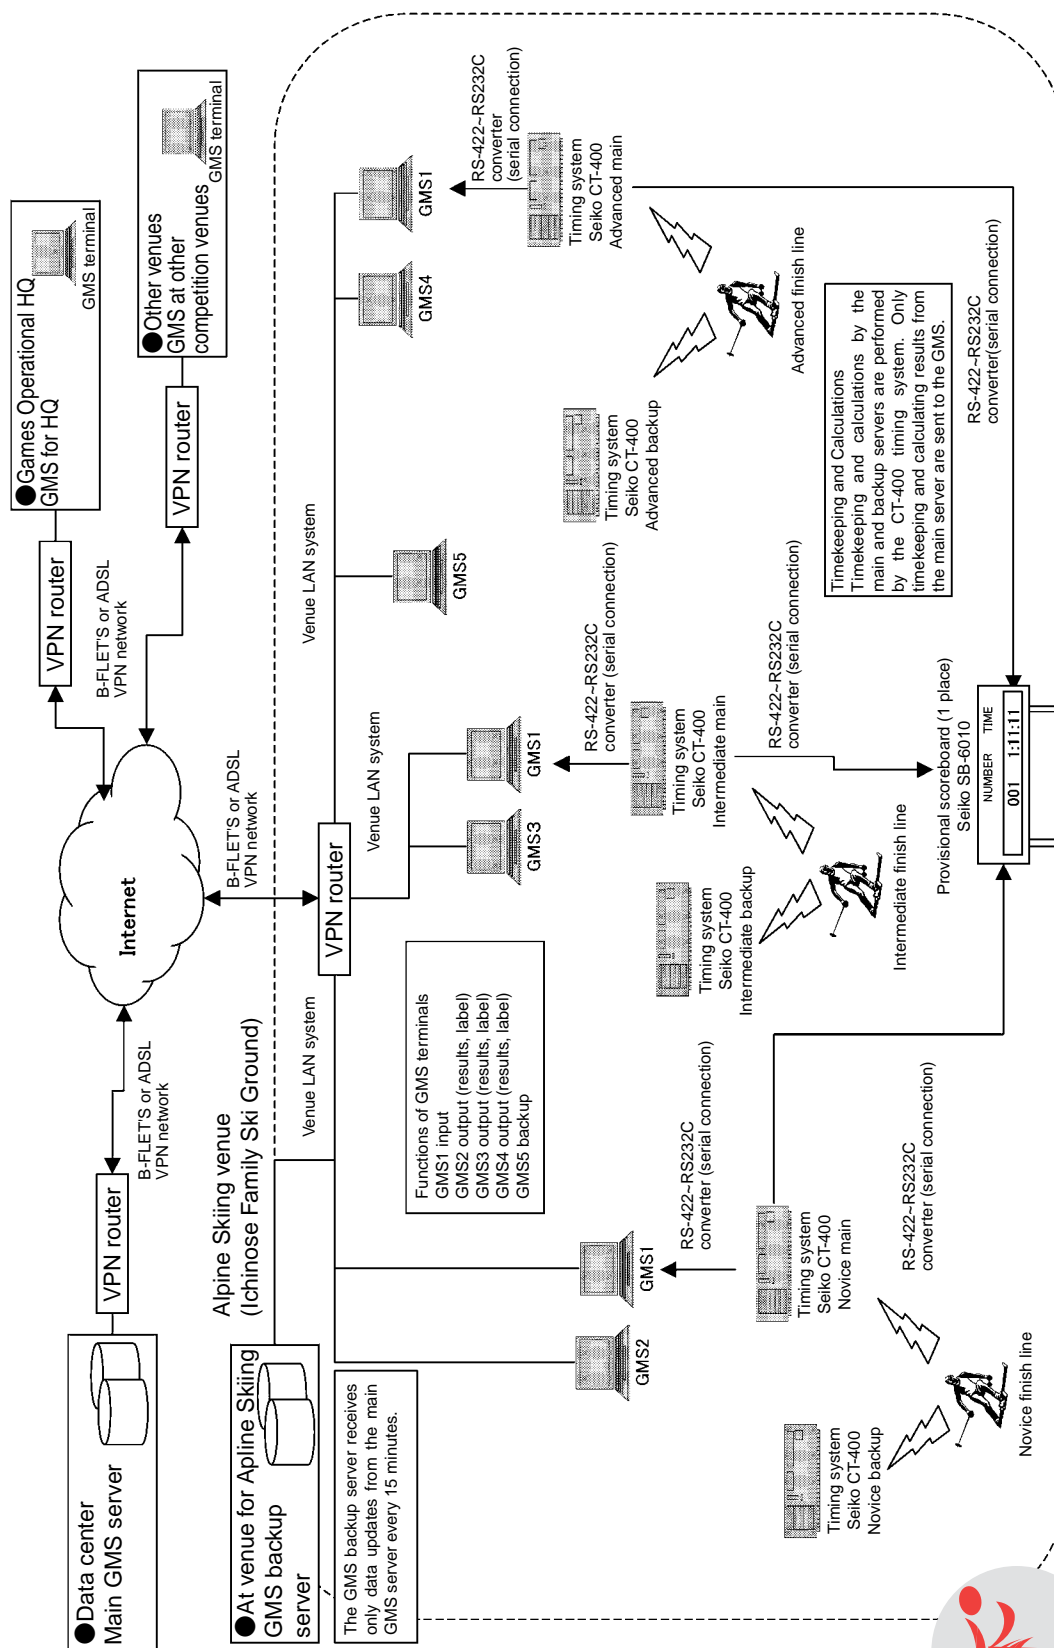 ●Data center
Main GMS server
VPN router
B-FLET'S or ADSL
VPN network
Internet
B-FLET'S or ADSL
VPN network
VPN router
●Games Operational HQ
GMS for HQ
GMS terminal
VPN router
●Other venues
GMS at other
competition venues
GMS terminal
B-FLET'S or ADSL
VPN network
VPN router
Alpine Skiing venue
(Ichinose Family Ski Ground)
●At venue for Apline Skiing
GMS backup
server
The GMS backup server receives
only data updates from the main
GMS server every 15 minutes.
Venue LAN system
Venue LAN system
Venue LAN system
Functions of GMS terminals
GMS1 input
GMS2 output (results, label)
GMS3 output (results, label)
GMS4 output (results, label)
GMS5 backup
GMS2
GMS1
GMS3
GMS1
GMS5
GMS4
GMS1
RS-422~RS232C
converter (serial connection)
RS-422~RS232C
converter (serial connection)
RS-422~RS232C
converter
(serial connection)
Timing system
Seiko CT-400
Novice backup
Timing system
Seiko CT-400
Novice main
Timing system
Seiko CT-400
Intermediate backup
Timing system
Seiko CT-400
Intermediate main
Timing system
Seiko CT-400
Advanced backup
Timing system
Seiko CT-400
Advanced main
RS-422~RS232C
converter (serial connection)
RS-422~RS232C
converter (serial connection)
RS-422~RS232C
converter(serial connection)
Novice finish line
Intermediate finish line
Advanced finish line
Timekeeping and Calculations
Timekeeping and calculations by the
main and backup servers are performed
by the CT-400 timing system. Only
timekeeping and calculating results from
the main server are sent to the GMS.
Provisional scoreboard (1 place)
Seiko SB-6010
NUMBER TIME
001 1:11:11